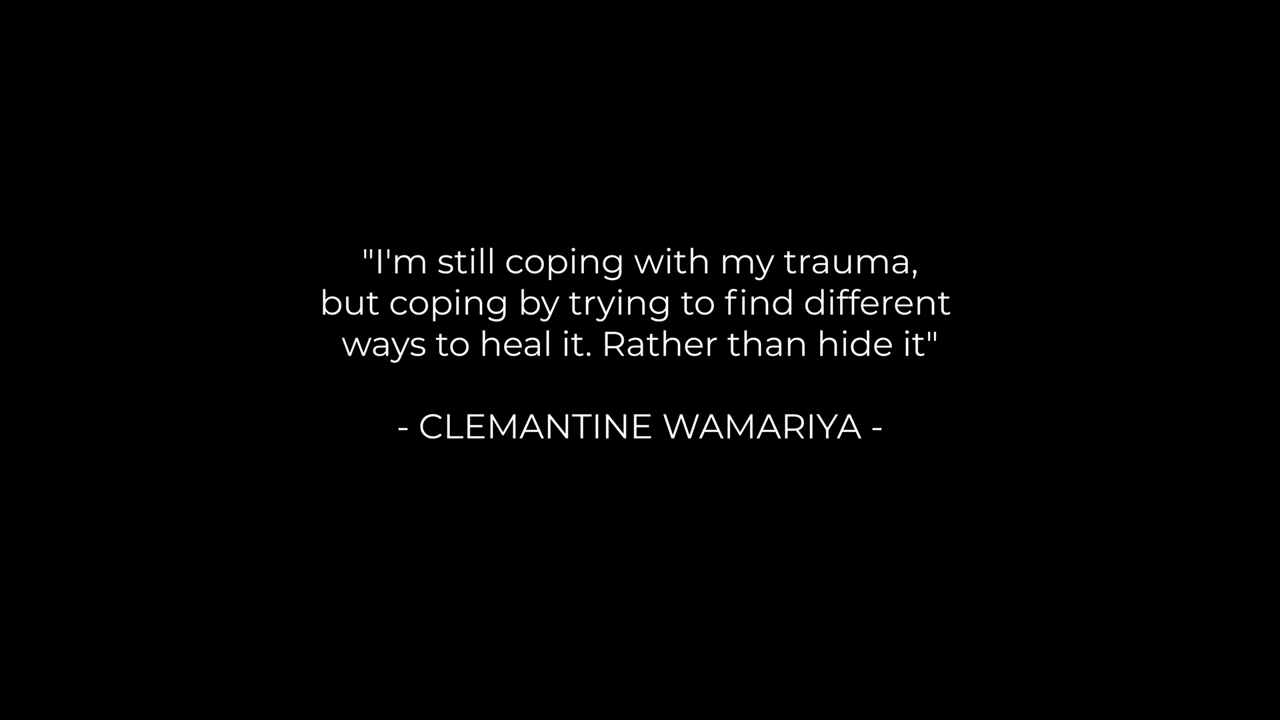 "I'm still coping with my trauma,
but coping by trying to find different
ways to heal it. Rather than hide it"
- CLEMANTINE WAMARIYA -